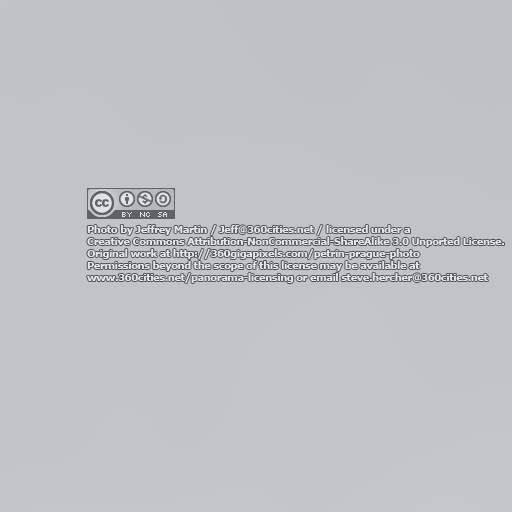 cc BY NC SA
Photo by Jeffrey Martin / Jeff@360cities.net / licensed under a
Creative Commons Attribution-NonCommercial-ShareAlike 3.0 Unported License.
Original work at http://360gigapixels.com/petrin-prague-photo
Permissions beyond the scope of this license may be available at
www.360cities.net/panorama-licensing or email steve.hercher@360cities.net